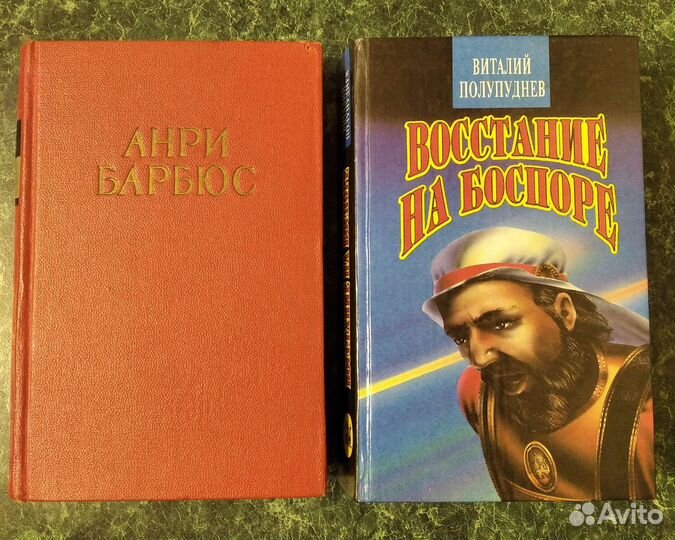 АНРИ
БАРБЮС
ВИТАЛИЙ
ПОЛУПУДНЕВ
ВОССТАНИЕ
НА БОСПОРЕ
Avito